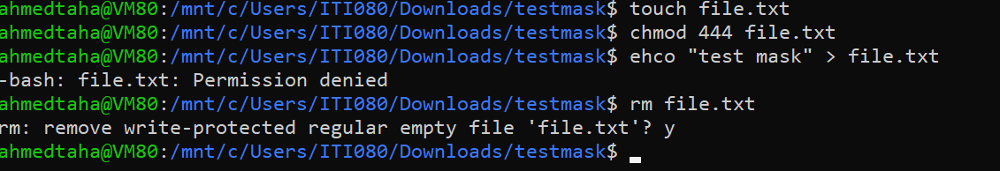 ahmedtaha@VM80:/mnt/c/Users/ITI080/Downloads/testmask$ touch file.txt
ahmedtaha@VM80:/mnt/c/Users/ITI080/Downloads/testmask$ chmod 444 file.txt
ahmedtaha@VM80:/mnt/c/Users/ITI080/Downloads/testmask$ ehco "test mask" > file.txt
-bash: file.txt: Permission denied
ahmedtaha@VM80:/mnt/c/Users/ITI080/Downloads/testmask$ rm file.txt
rm: remove write-protected regular empty file 'file.txt'? y
ahmedtaha@VM80:/mnt/c/Users/ITI080/Downloads/testmask$